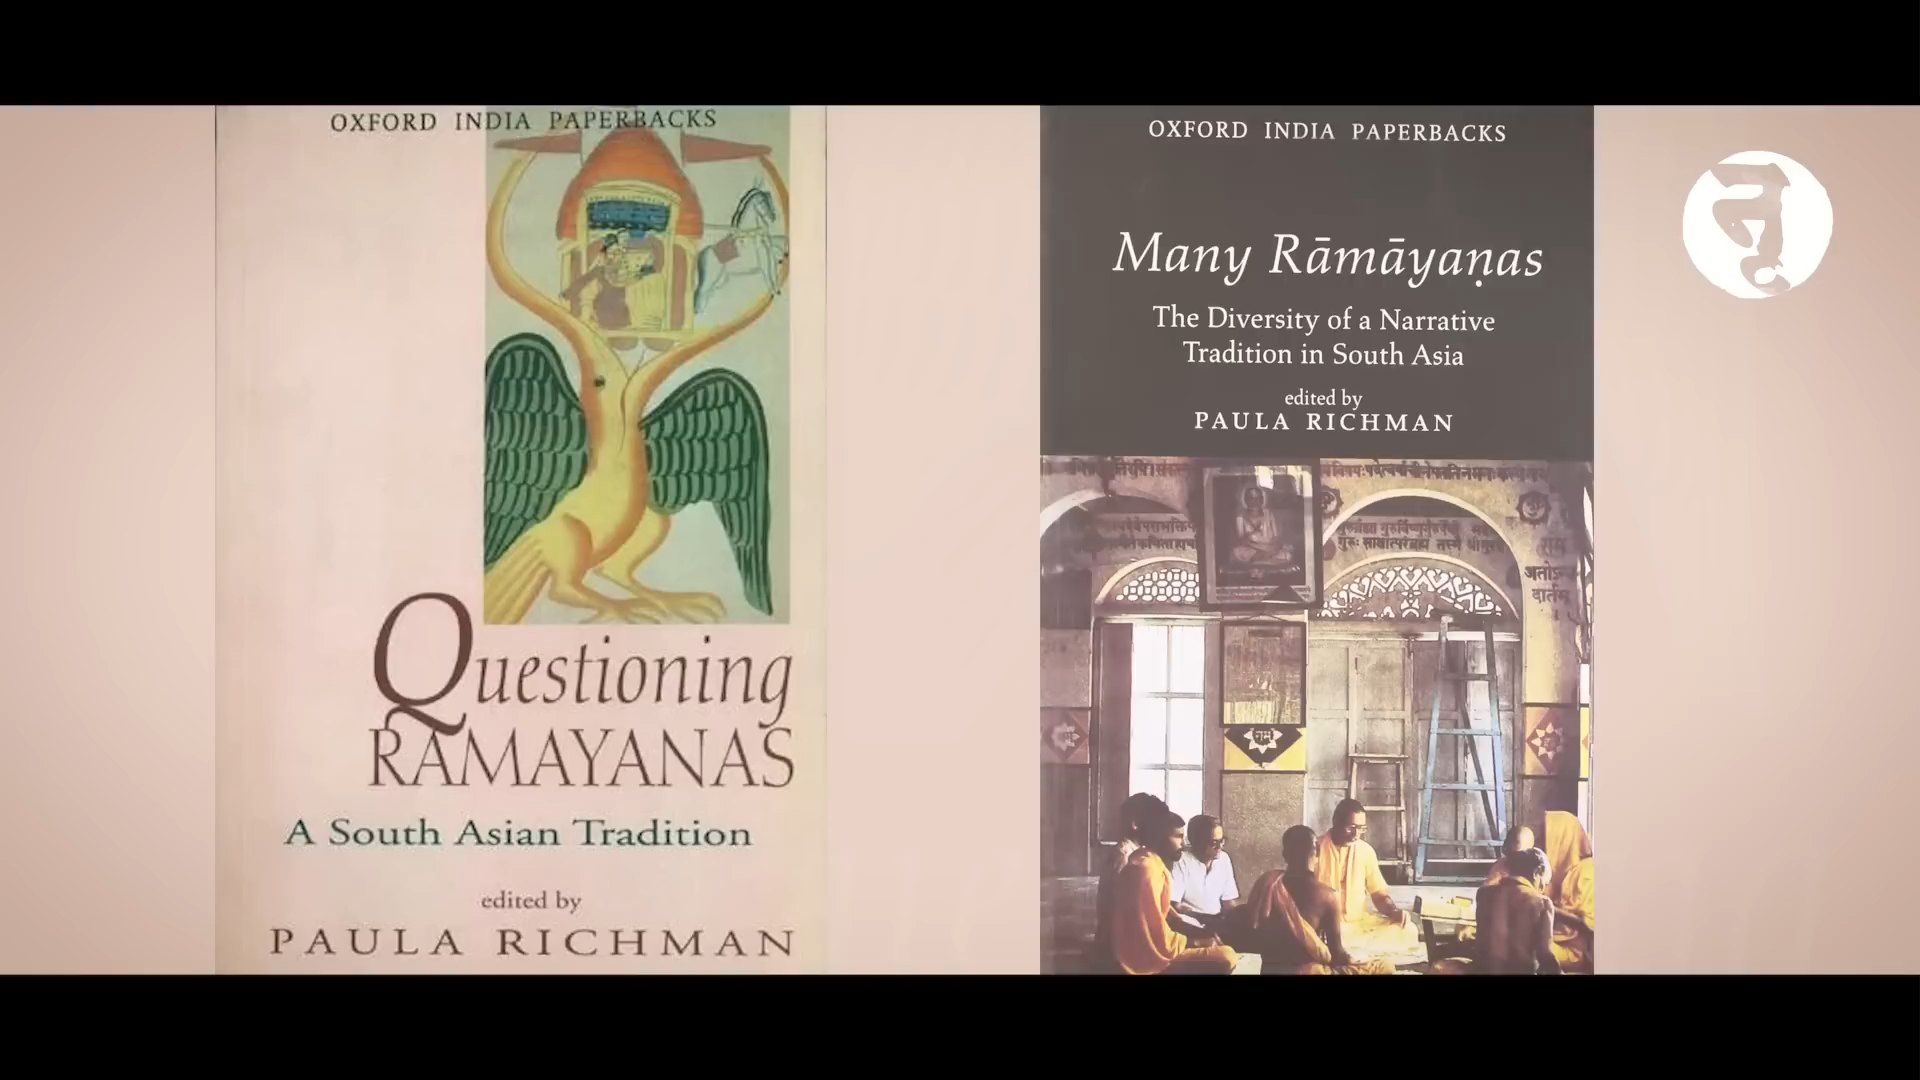 OXFORD INDIA PAPERBACKS
Questioning
RAMAYANAS
A South Asian Tradition
edited by
PAULA RICHMAN
OXFORD INDIA PAPERBACKS
Many Rāmāyaṇas
The Diversity of a Narrative
Tradition in South Asia
edited by
PAULA RICHMAN